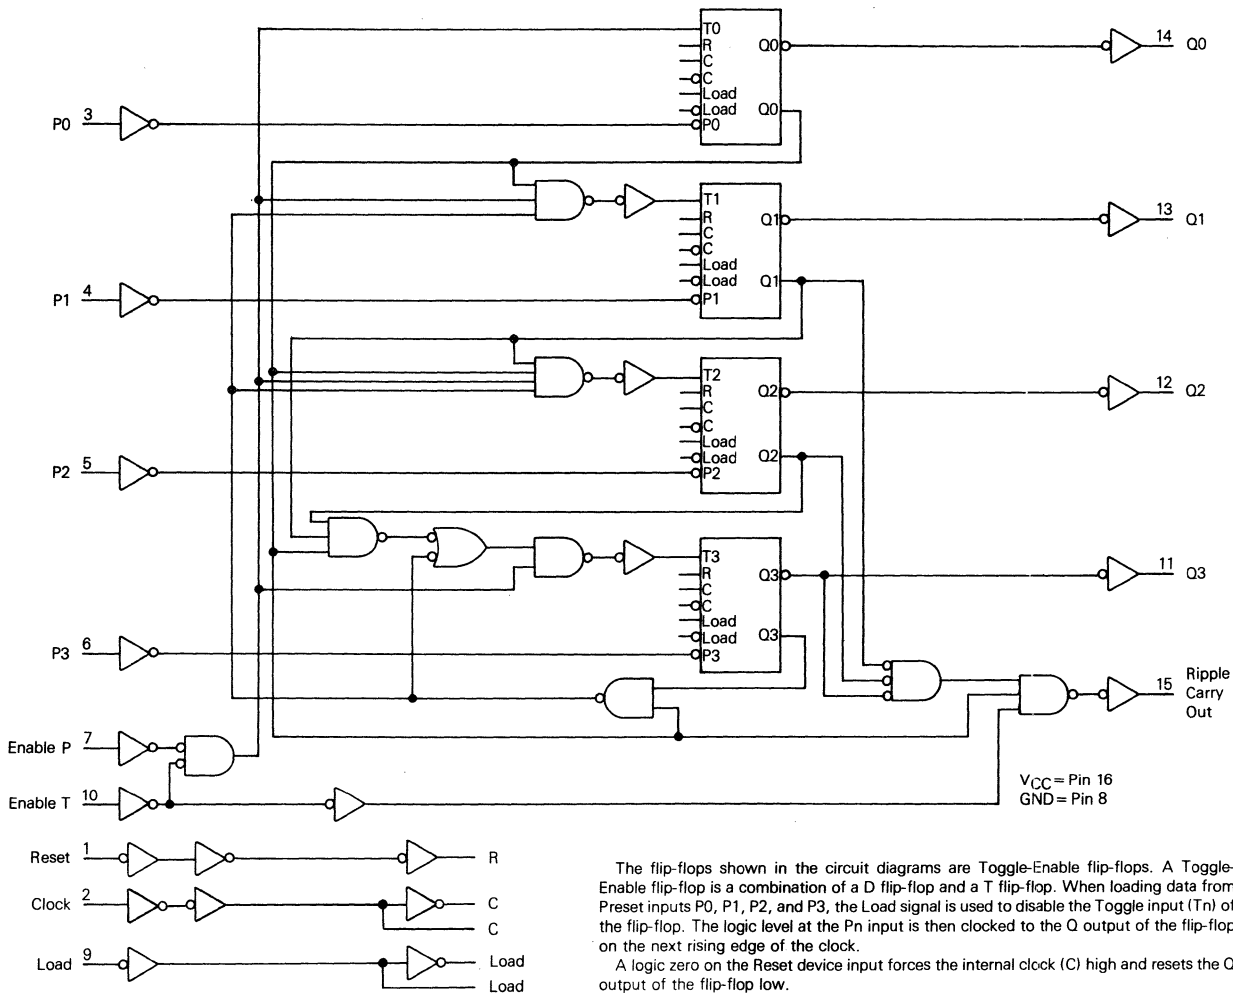 T0
R
C
C
Load
Load
P0
Q0
Q0
14 Q0
P0 3
T1
R
C
C
Load
Load
P1
Q1
Q1
13 Q1
P1 4
T2
R
C
C
Load
Load
P2
Q2
Q2
12 Q2
P2 5
T3
R
C
C
Load
Load
P3
Q3
Q3
11 Q3
P3 6
15 Ripple
Carry
Out
Enable P 7
Enable T 10
VCC = Pin 16
GND = Pin 8
Reset 1
R
Clock 2
C
C
Load 9
Load
Load
The flip-flops shown in the circuit diagrams are Toggle-
Enable flip-flops. A Toggle-
Enable flip-flop is a combination of a D flip-flop and a T flip-flop. When loading data from
Preset inputs P0, P1, P2, and P3, the Load signal is used to disable the Toggle input (Tn) of
the flip-flop. The logic level at the Pn input is then clocked to the Q output of the flip-flop
on the next rising edge of the clock.
A logic zero on the Reset device input forces the internal clock (C) high and resets the Q
output of the flip-flop low.